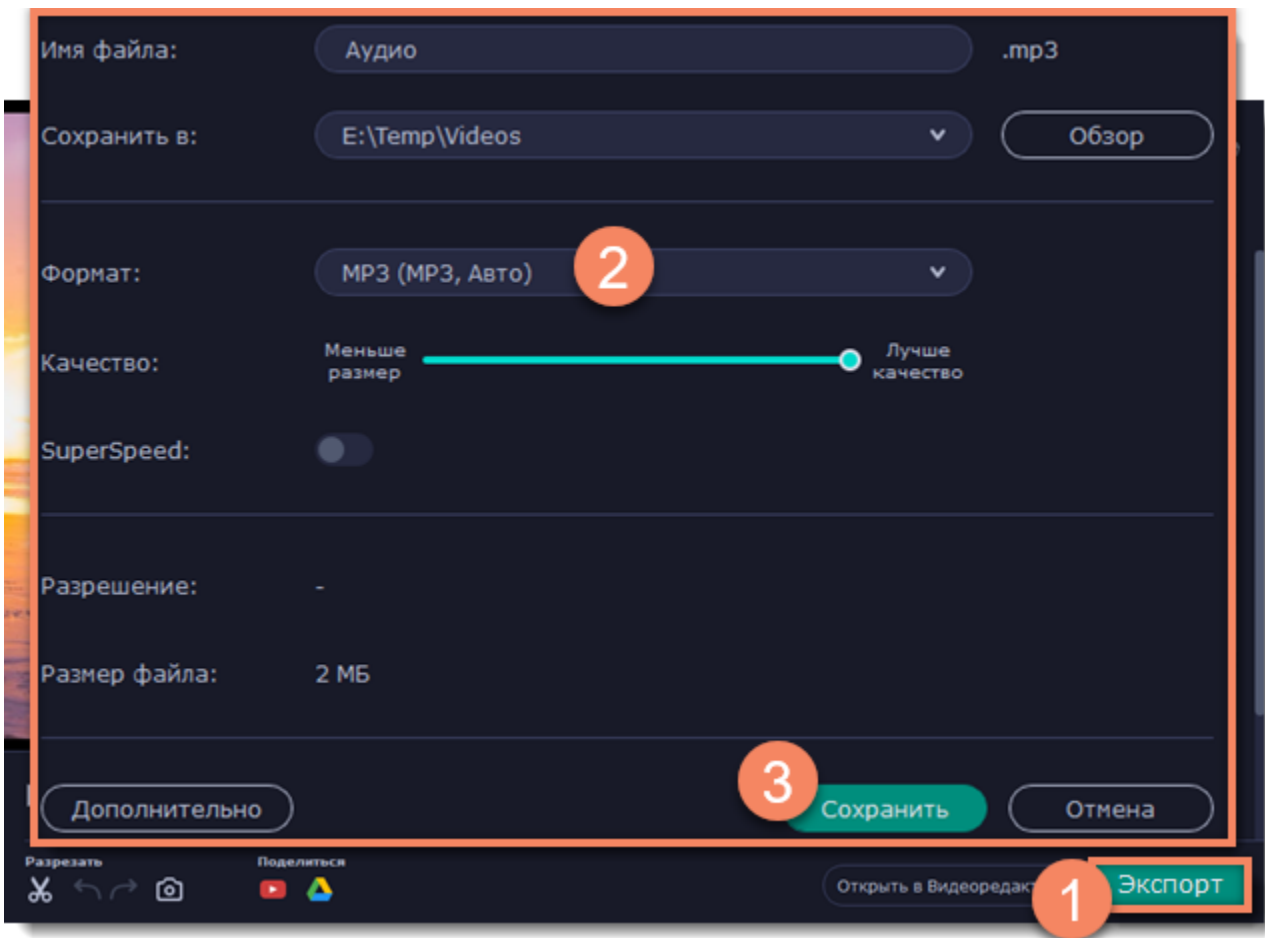 Имя файла: Аудио .mp3
Сохранить в: E:\Temp\Videos Обзор
Формат: MP3 (MP3, Авто) 2
Качество: Меньше размер Лучше качество
SuperSpeed:
Разрешение: -
Размер файла: 2 МБ
3
Дополнительно Сохранить Отмена
Разрезать Поделиться
Открыть в 1 Экспорт